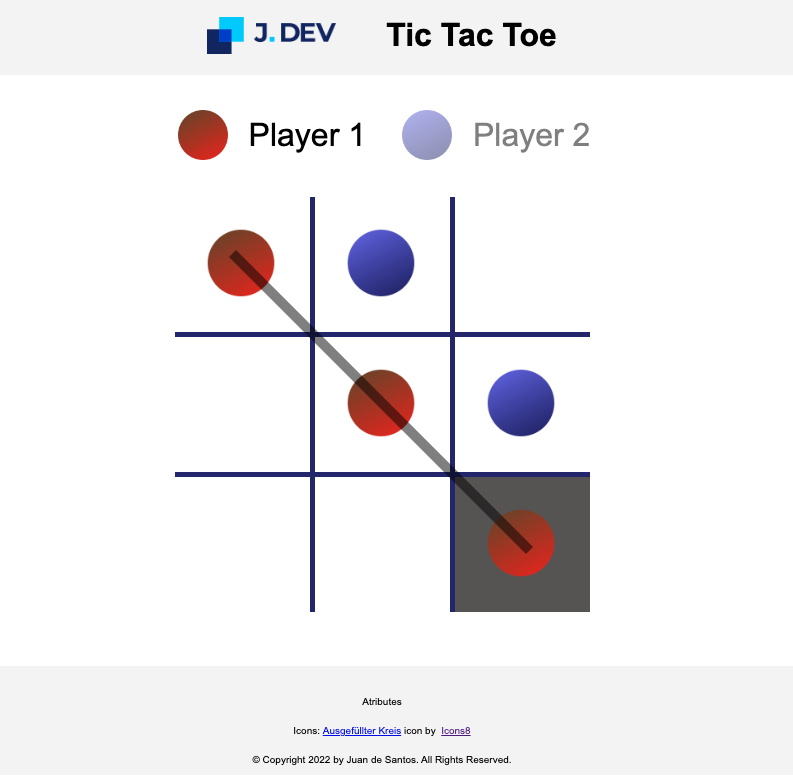 J. DEV
Tic Tac Toe
Player 1
Player 2
Atributes
Icons: Ausgefüllter Kreis icon by Icons8
© Copyright 2022 by Juan de Santos. All Rights Reserved.